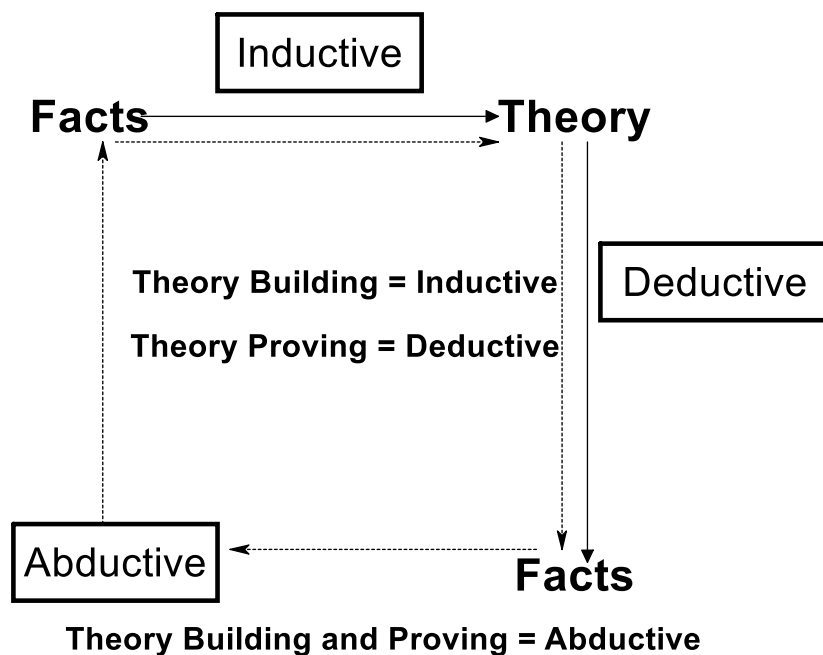 Inductive
Facts
Theory
Theory Building = Inductive
Deductive
Theory Proving = Deductive
Abductive
Facts
Theory Building and Proving = Abductive